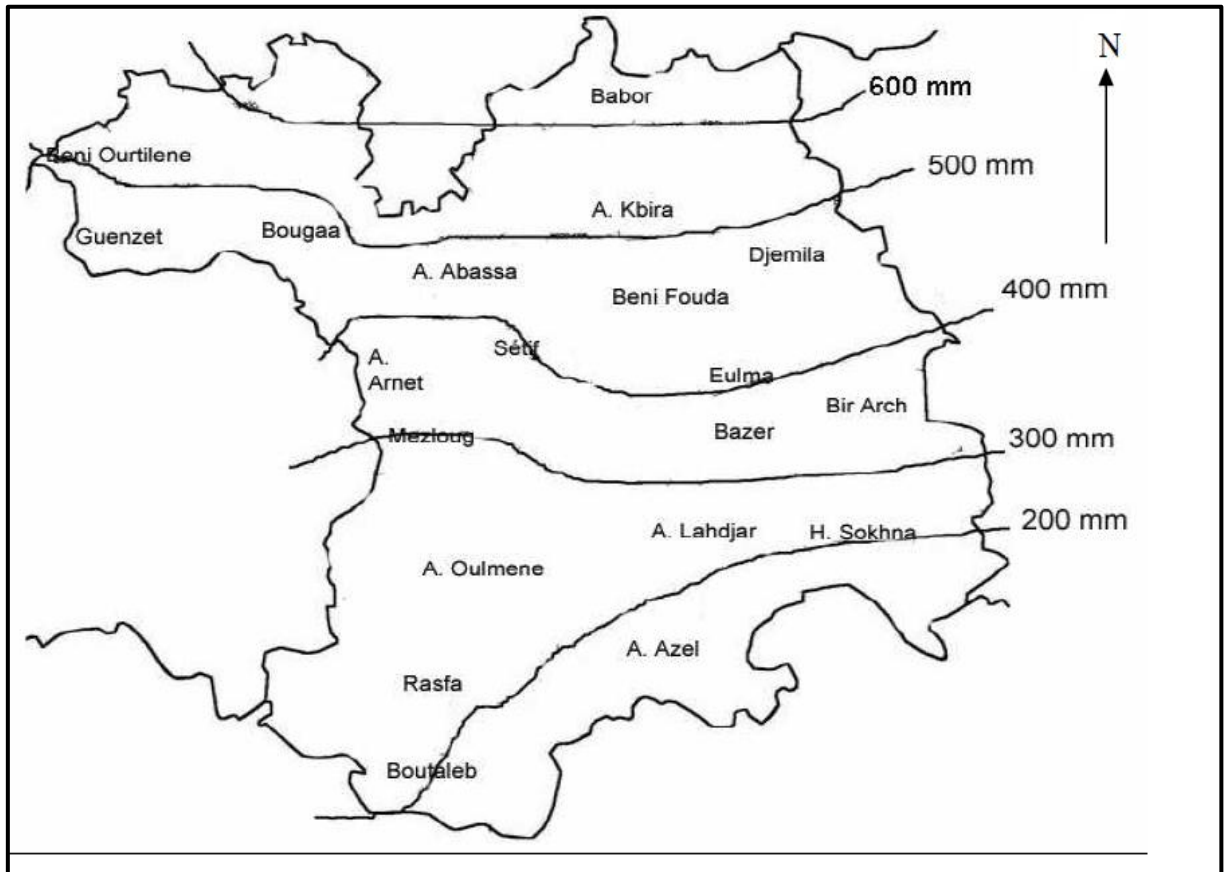 N
Babor
600 mm
Beni Ourtilene
500 mm
A. Kbira
Guenzet
Bougaa
Djemila
A. Abassa
Beni Fouda
400 mm
Sétif
A.
Arnet
Eulma
Bir Arch
Mezloug
Bazer
300 mm
200 mm
A. Lahdjar
H. Sokhna
A. Oulmene
A. Azel
Rasfa
Boutaleb